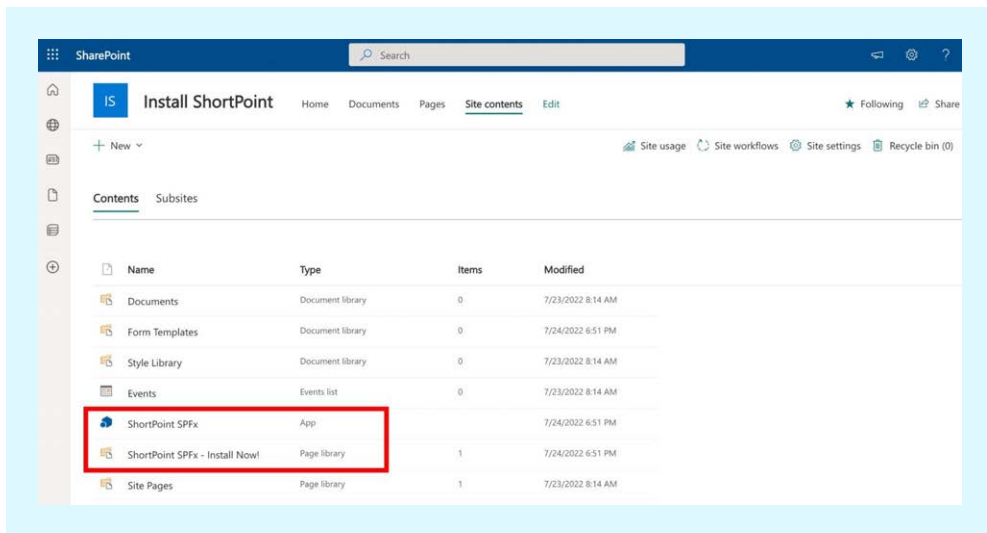 SharePoint Search ?
IS Install ShortPoint Home Documents Pages Site contents Edit Following Share
New Site usage Site workflows Site settings Recycle bin (0)
Contents Subsites
Name Type Items Modified
Documents Document library 0 7/23/2022 8:14 AM
Form Templates Document library 0 7/24/2022 6:51 PM
Style Library Document library 0 7/23/2022 8:14 AM
Events Events list 0 7/23/2022 8:14 AM
ShortPoint SPFx App 7/24/2022 6:51 PM
ShortPoint SPFx - Install Now! Page library 1 7/24/2022 6:51 PM
Site Pages Page library 1 7/23/2022 8:14 AM